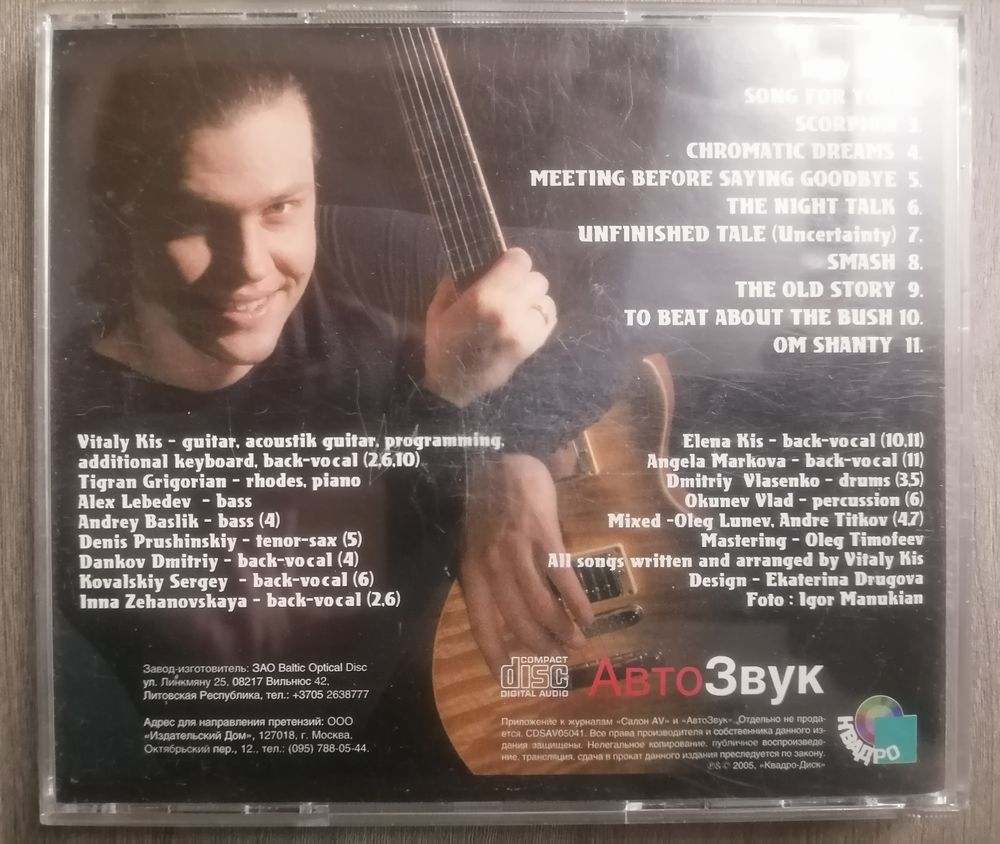 SONG FOR
SCORPION 3.
CHROMATIC DREAMS 4.
MEETING BEFORE SAYING GOODBYE 5.
THE NIGHT TALK 6.
UNFINISHED TALE (Uncertainty) 7.
SMASH 8.
THE OLD STORY 9.
TO BEAT ABOUT THE BUSH 10.
OM SHANTY 11.
Vitaly Kis - guitar, acoustik guitar, programming,
additional keyboard, back-vocal (2,6,10)
Tigran Grigorian - rhodes, piano
Alex Lebedev - bass
Andrey Baslik - bass (4)
Denis Prushinskiy - tenor-sax (5)
Dankov Dmitriy - back-vocal (4)
Kovalskiy Sergey - back-vocal (6)
Inna Zehanovskaya - back-vocal (2,6)
Elena Kis - back-vocal (10,11)
Angela Markova - back-vocal (11)
Dmitriy Vlasenko - drums (3,5)
Okunev Vlad - percussion (6)
Mixed -Oleg Lunev, Andre Titkov (4,7)
Mastering - Oleg Timofeev
All songs written and arranged by Vitaly Kis
Design - Ekaterina Drugova
Foto : Igor Manukian
Завод-изготовитель: ЗАО Baltic Optical Disc
ул. Линкмяну 25, 08217 Вильнюс 42,
Литовская Республика, тел.: +3705 2638777
Адрес для направления претензий: ООО
«Издательский Дом», 127018, г. Москва,
Октябрьский пер., 12, тел.: (095) 788-05-44.
COMPACT
disc
DIGITAL AUDIO
АвтоЗвук
Приложение к журналам «Салон AV» и «АвтоЗвук». Отдельно не прода-
ется. CDSAV05041. Все права производителя и собственника данного из-
дания защищены. Нелегальное копирование, публичное воспроизведе-
ние, трансляция, сдача в прокат данного издания преследуется по закону.
℗&© 2005, «Квадро-Диск»
КВАДРО